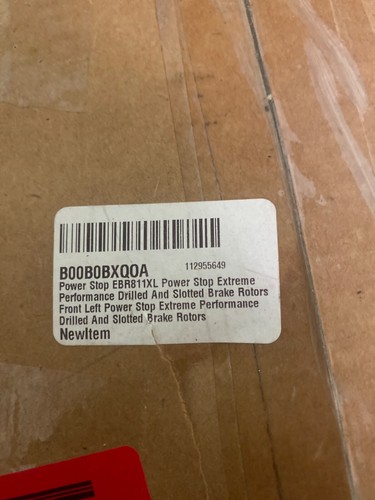 B00B0BXQOA 112955649
Power Stop EBR811XL Power Stop Extreme
Performance Drilled And Slotted Brake Rotors
Front Left Power Stop Extreme Performance
Drilled And Slotted Brake Rotors
NewItem